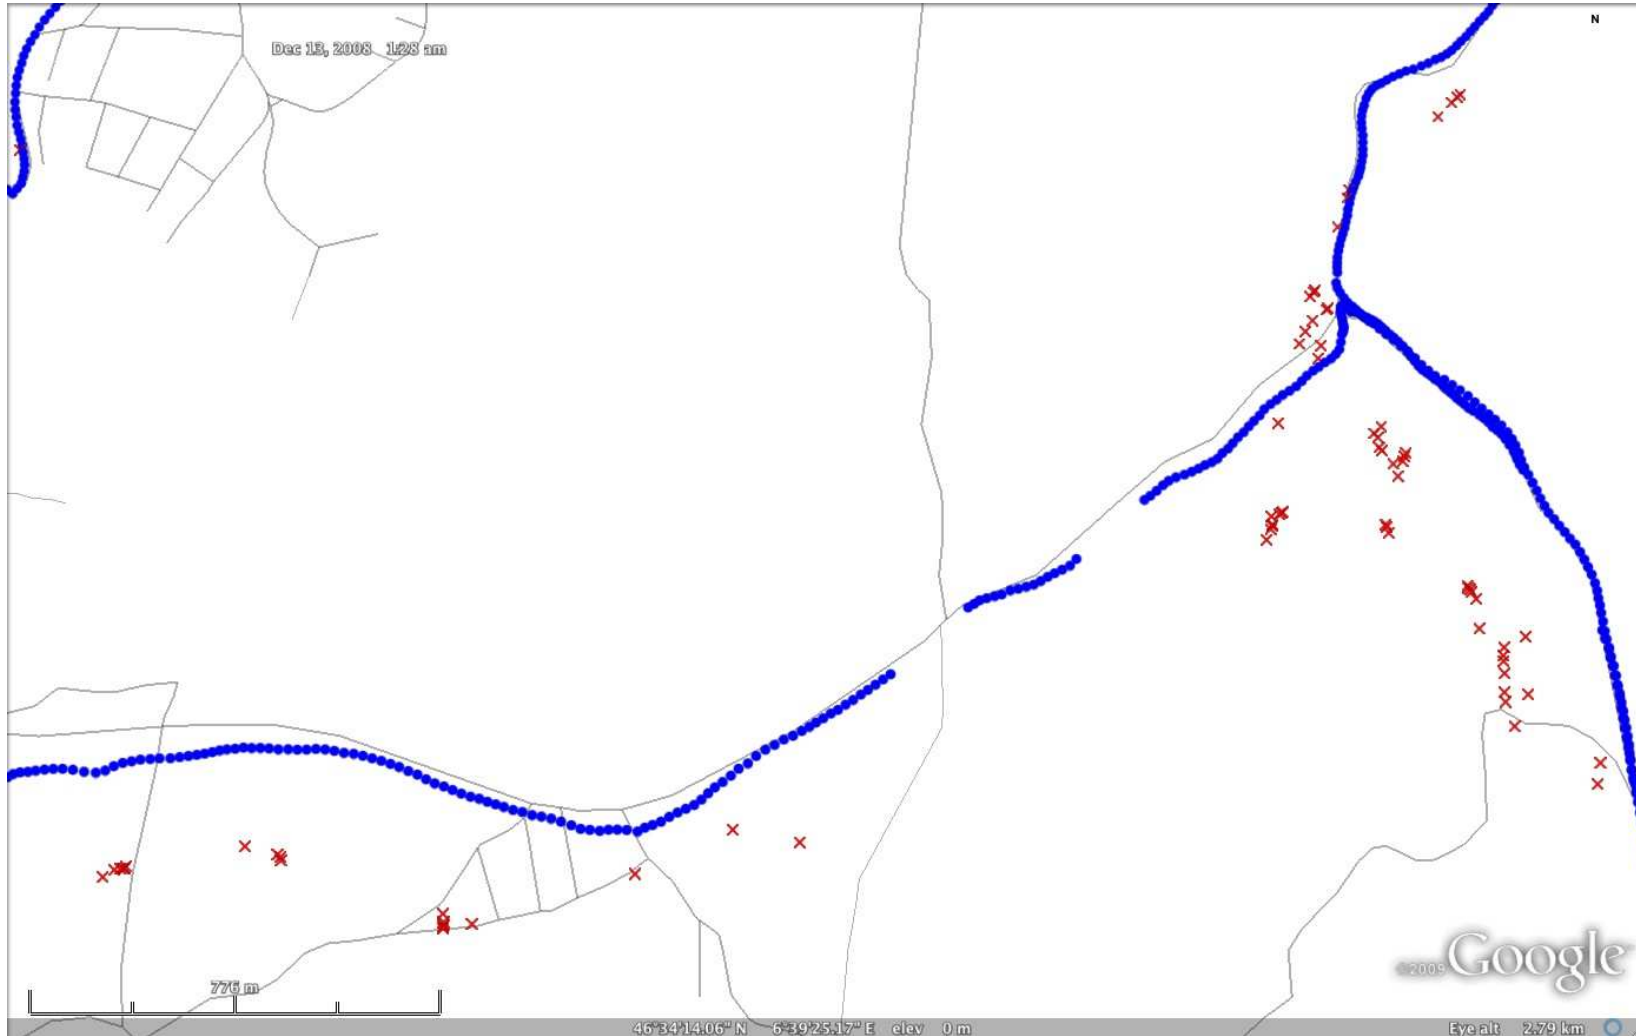 N
Dec 13, 2008 1:28 am
©2009 Google
776 m
46°34'14.06" N 6°39'25.17" E elev 0 m
Eye alt 2.79 km